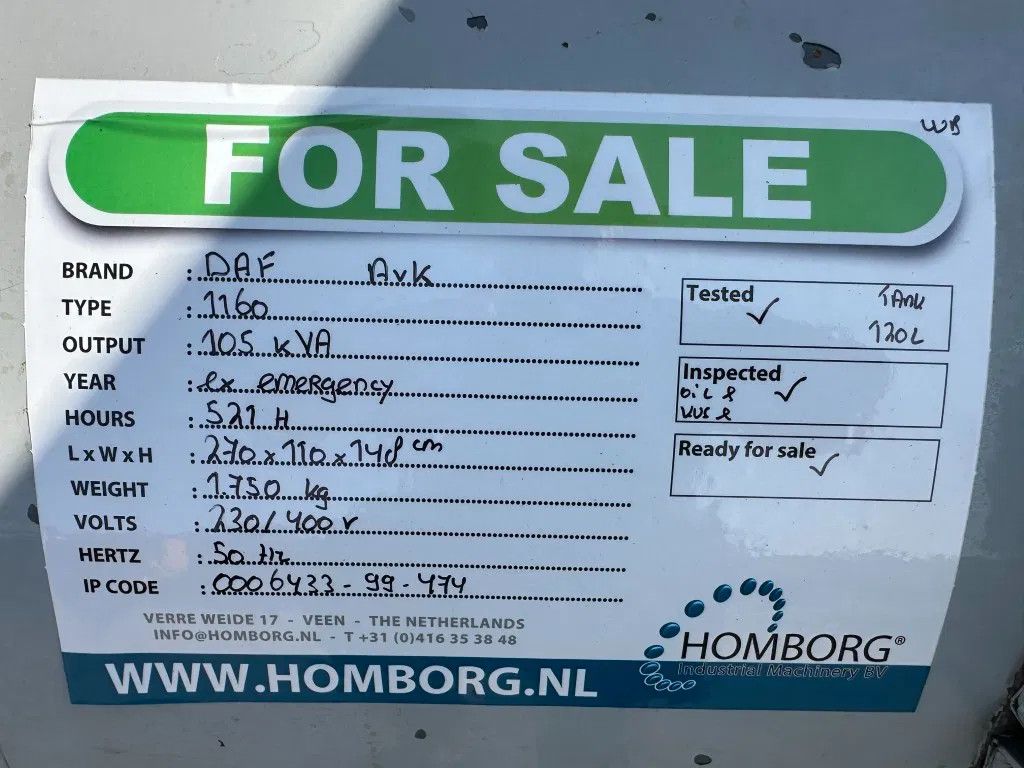 WB
FOR SALE
BRAND : DAF AVK
TYPE : 1160
OUTPUT : 105 kVA
YEAR : ex emergency
HOURS : 521 H
L x W x H : 270 x 110 x 148 cm
WEIGHT : 1.750 kg
VOLTS : 230/400 v
HERTZ : 50 Hz
IP CODE : 0006433-99-474
Tested ✓ TANK
120L
Inspected ✓
OiL &
Ready for sale ✓
VERRE WEIDE 17 - VEEN - THE NETHERLANDS
INFO@HOMBORG.NL - T +31 (0)416 35 38 48
WWW.HOMBORG.NL
HOMBORG®
Industrial Machinery BV